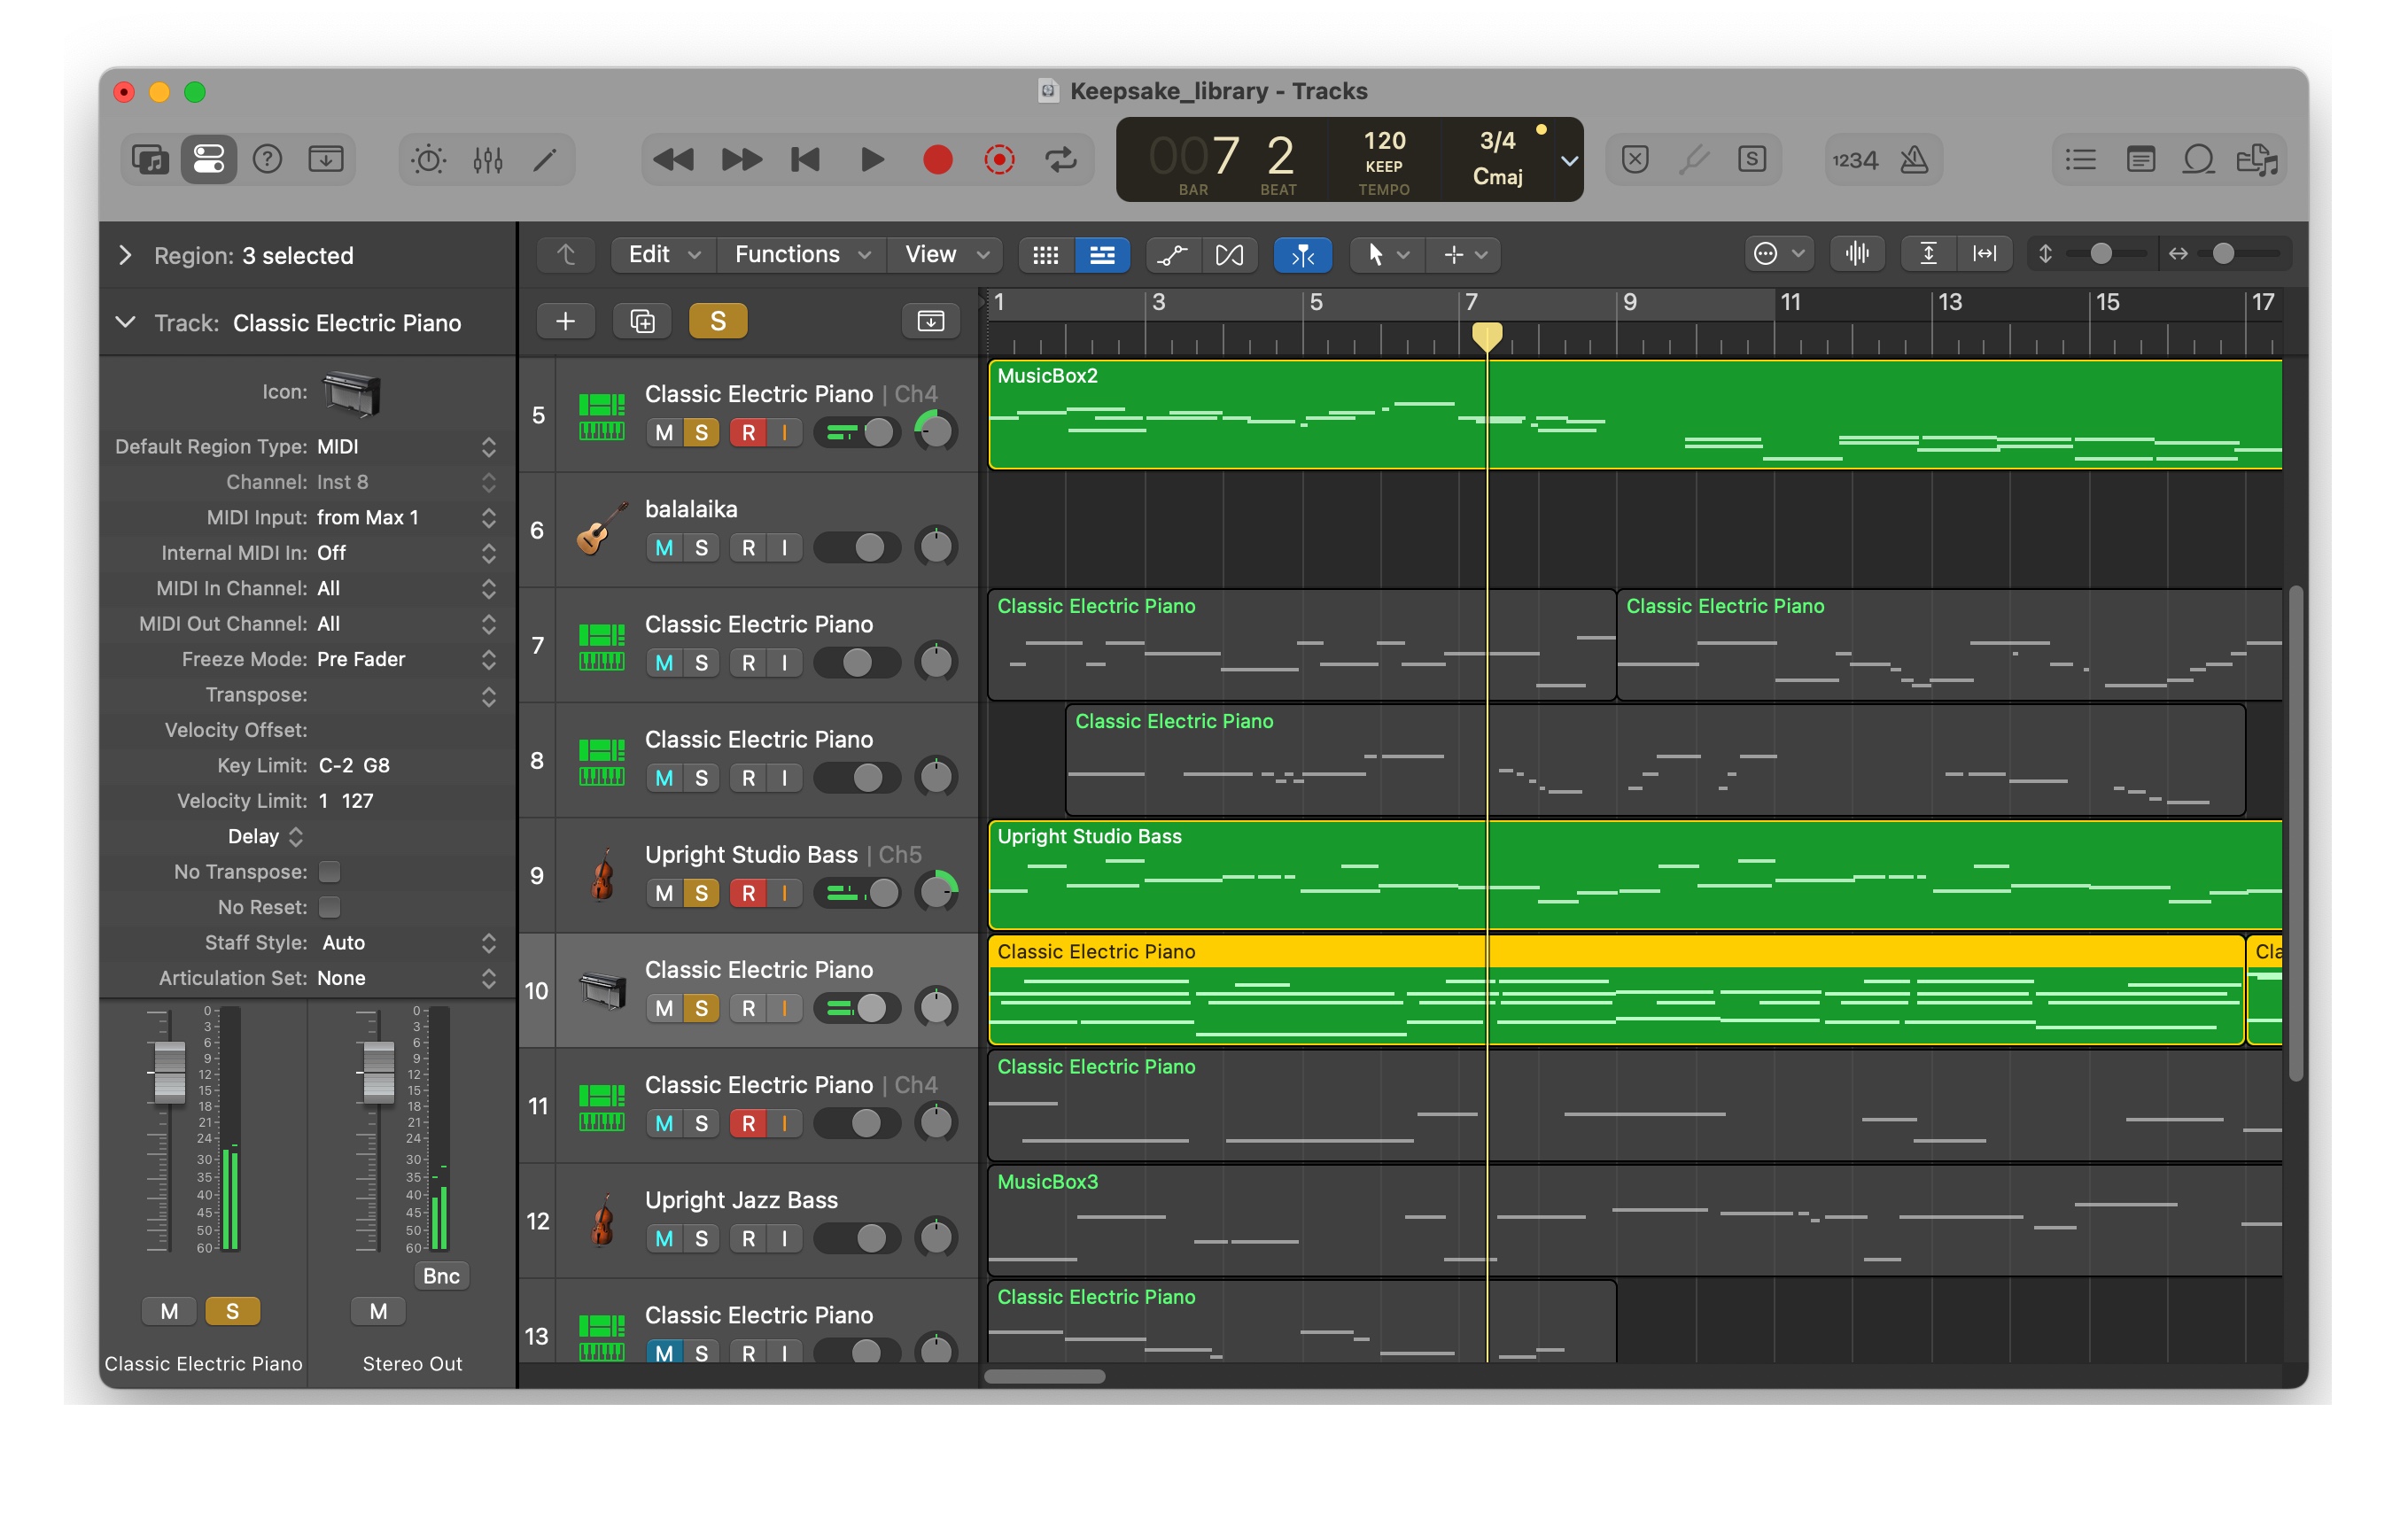 Keepsake_library - Tracks
007 2
BAR BEAT
120
KEEP
TEMPO
3/4
Cmaj
S
1234
Region: 3 selected
Edit Functions View
Track: Classic Electric Piano
S
1 3 5 7 9 11 13 15 17
Icon:
Default Region Type: MIDI
Channel: Inst 8
MIDI Input: from Max 1
Internal MIDI In: Off
MIDI In Channel: All
MIDI Out Channel: All
Freeze Mode: Pre Fader
Transpose:
Velocity Offset:
Key Limit: C-2 G8
Velocity Limit: 1 127
Delay
No Transpose:
No Reset:
Staff Style: Auto
Articulation Set: None
0 3 6 9 12 15 18 21 24 30 35 40 45 50 60
0 3 6 9 12 15 18 21 24 30 35 40 45 50 60
Bnc
M S
M
Classic Electric Piano
Stereo Out
5
Classic Electric Piano | Ch4
M S R I
MusicBox2
6
balalaika
M S R I
7
Classic Electric Piano
M S R I
Classic Electric Piano
Classic Electric Piano
8
Classic Electric Piano
M S R I
Classic Electric Piano
9
Upright Studio Bass | Ch5
M S R I
Upright Studio Bass
10
Classic Electric Piano
M S R I
Classic Electric Piano
Cla
11
Classic Electric Piano | Ch4
M S R I
Classic Electric Piano
12
Upright Jazz Bass
M S R I
MusicBox3
13
Classic Electric Piano
M S R I
Classic Electric Piano